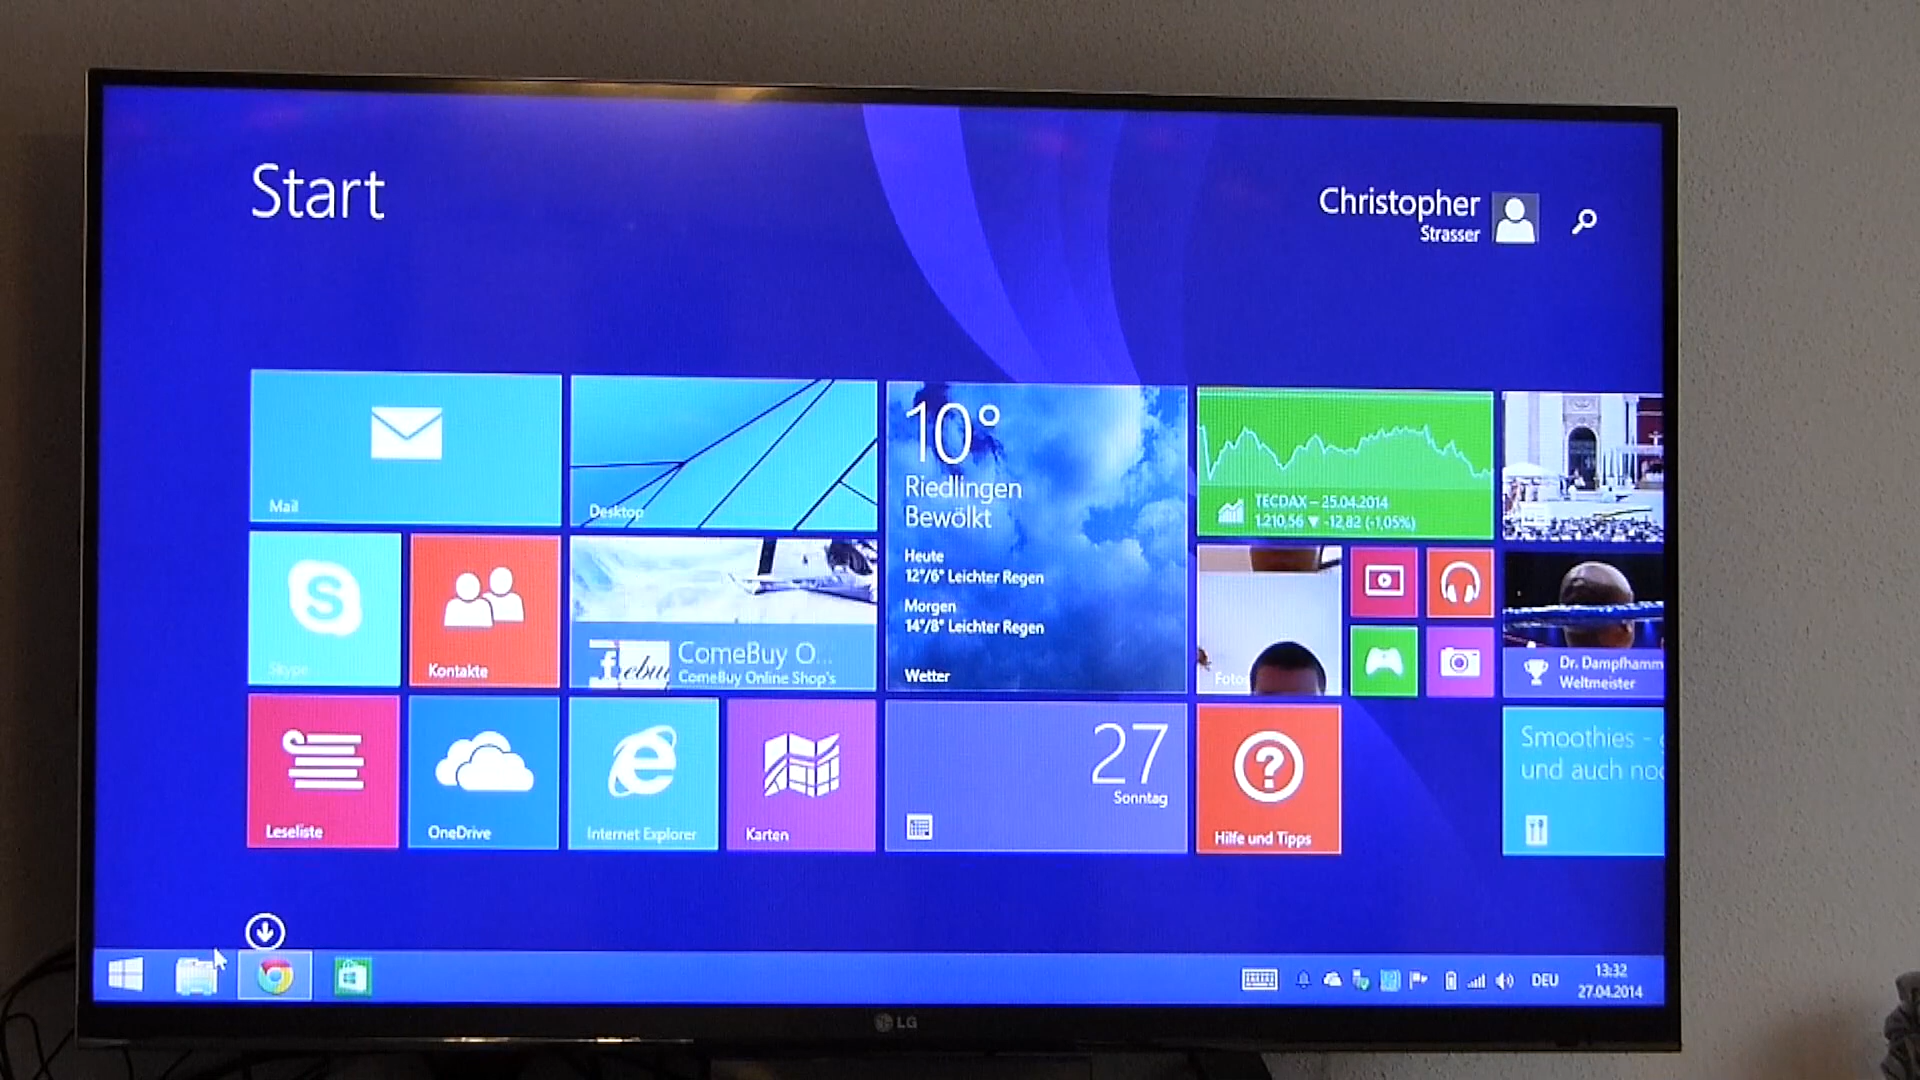 Start
Christopher
Strasser
Mail
Desktop
10°
Riedlingen
Bewölkt
Heute
12°/6° Leichter Regen
Morgen
14°/8° Leichter Regen
Wetter
TECDAX – 25.04.2014
1.210,56 ▼ -12,82 (-1,05%)
Skype
Kontakte
ComeBuy O...
ComeBuy Online Shop's
Fotos
Dr. Dampfhamm
Weltmeister
Leseliste
OneDrive
Internet Explorer
Karten
27
Sonntag
Hilfe und Tipps
Smoothies -
und auch noc
DEU
13:32
27.04.2014
LG